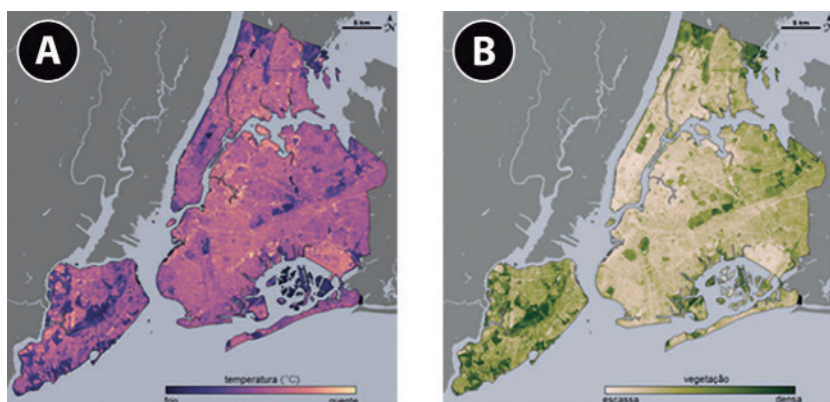 A
5 km
N
temperatura (°C)
frio
quente
B
5 km
N
vegetação
escassa
densa